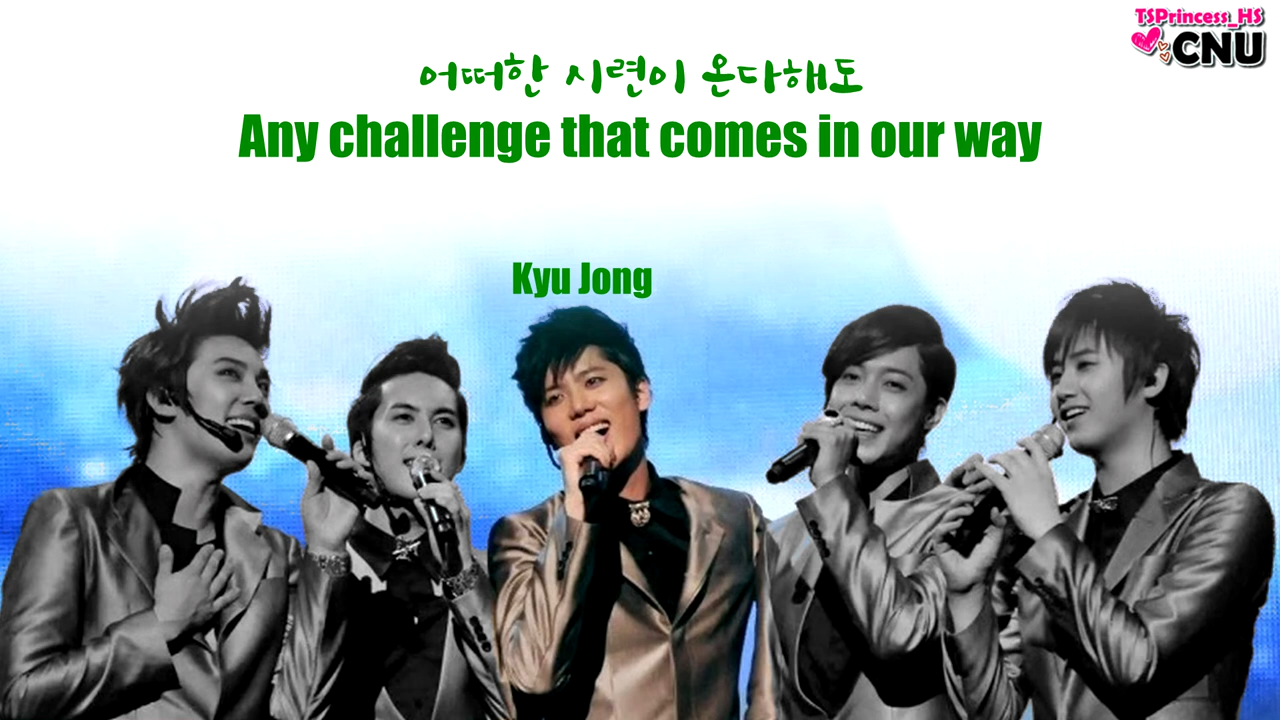 TSPrincess_HS
CNU
어떠한 시련이 온다해도
Any challenge that comes in our way
Kyu Jong